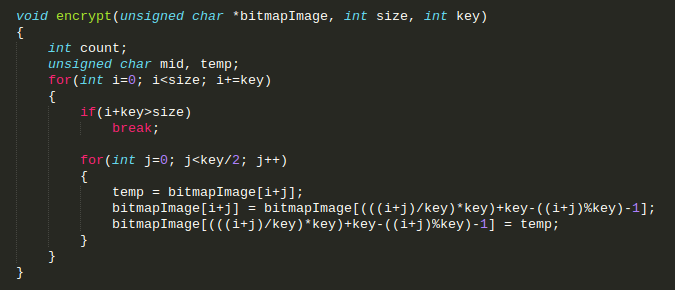 void encrypt(unsigned char *bitmapImage, int size, int key)
{
    int count;
    unsigned char mid, temp;
    for(int i=0; i<size; i+=key)
    {
        if(i+key>size)
            break;

        for(int j=0; j<key/2; j++)
        {
            temp = bitmapImage[i+j];
            bitmapImage[i+j] = bitmapImage[(((i+j)/key)*key)+key-((i+j)%key)-1];
            bitmapImage[(((i+j)/key)*key)+key-((i+j)%key)-1] = temp;
        }
    }
}